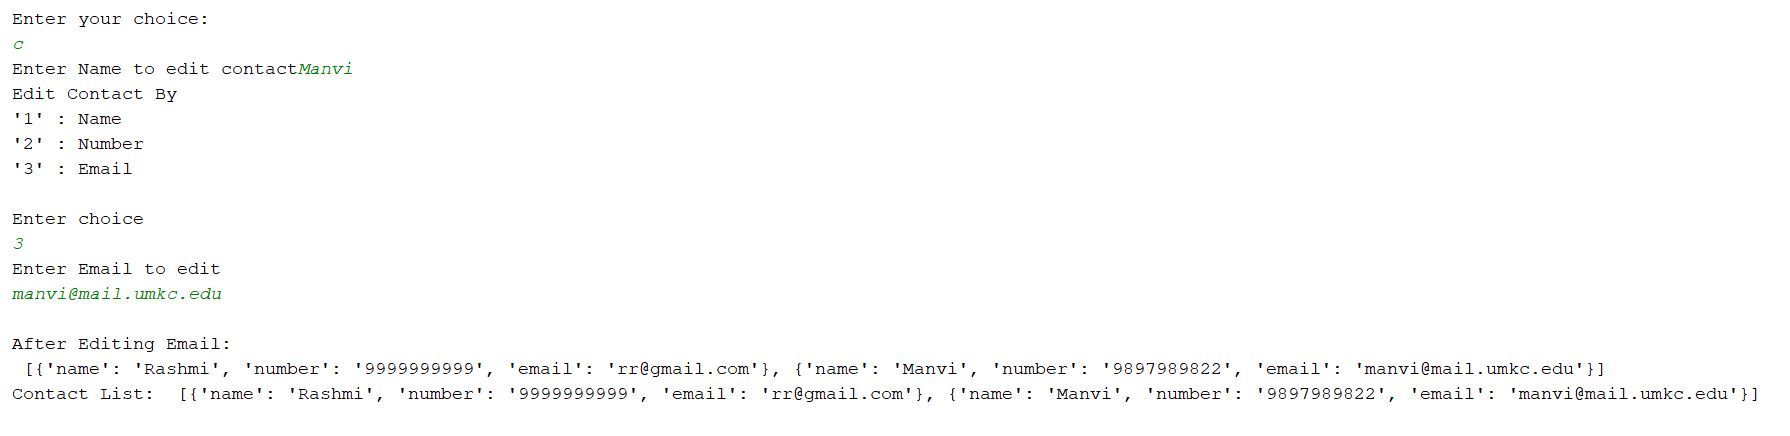 Enter your choice:
c
Enter Name to edit contactManvi
Edit Contact By
'1' : Name
'2' : Number
'3' : Email
Enter choice
3
Enter Email to edit
manvi@mail.umkc.edu
After Editing Email:
[{'name': 'Rashmi', 'number': '9999999999', 'email': 'rr@gmail.com'}, {'name': 'Manvi', 'number': '9897989822', 'email': 'manvi@mail.umkc.edu'}]
Contact List:  [{'name': 'Rashmi', 'number': '9999999999', 'email': 'rr@gmail.com'}, {'name': 'Manvi', 'number': '9897989822', 'email': 'manvi@mail.umkc.edu'}]